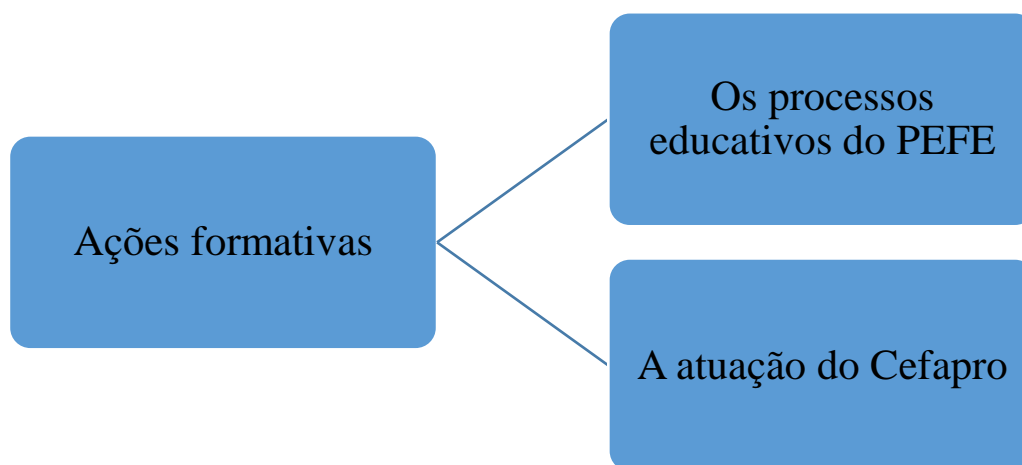 Ações formativas
Os processos
educativos do PEFE
A atuação do Cefapro